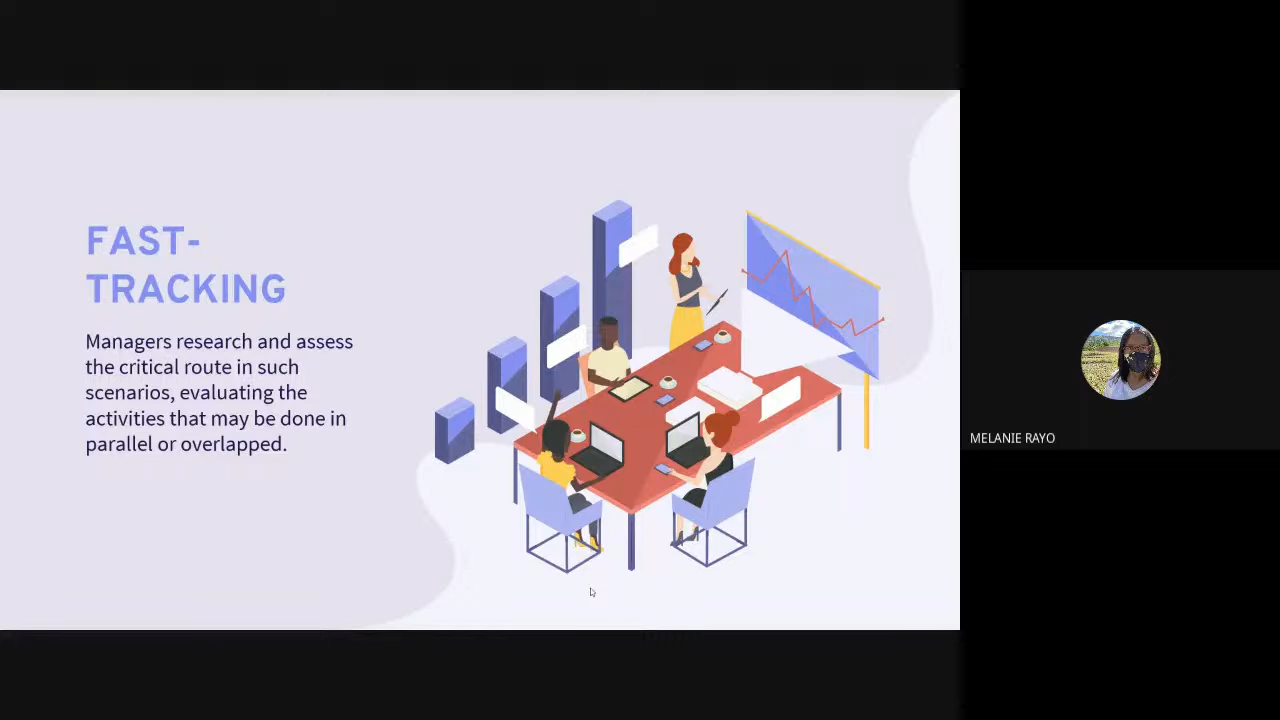 FAST-
TRACKING
Managers research and assess
the critical route in such
scenarios, evaluating the
activities that may be done in
parallel or overlapped.
MELANIE RAYO